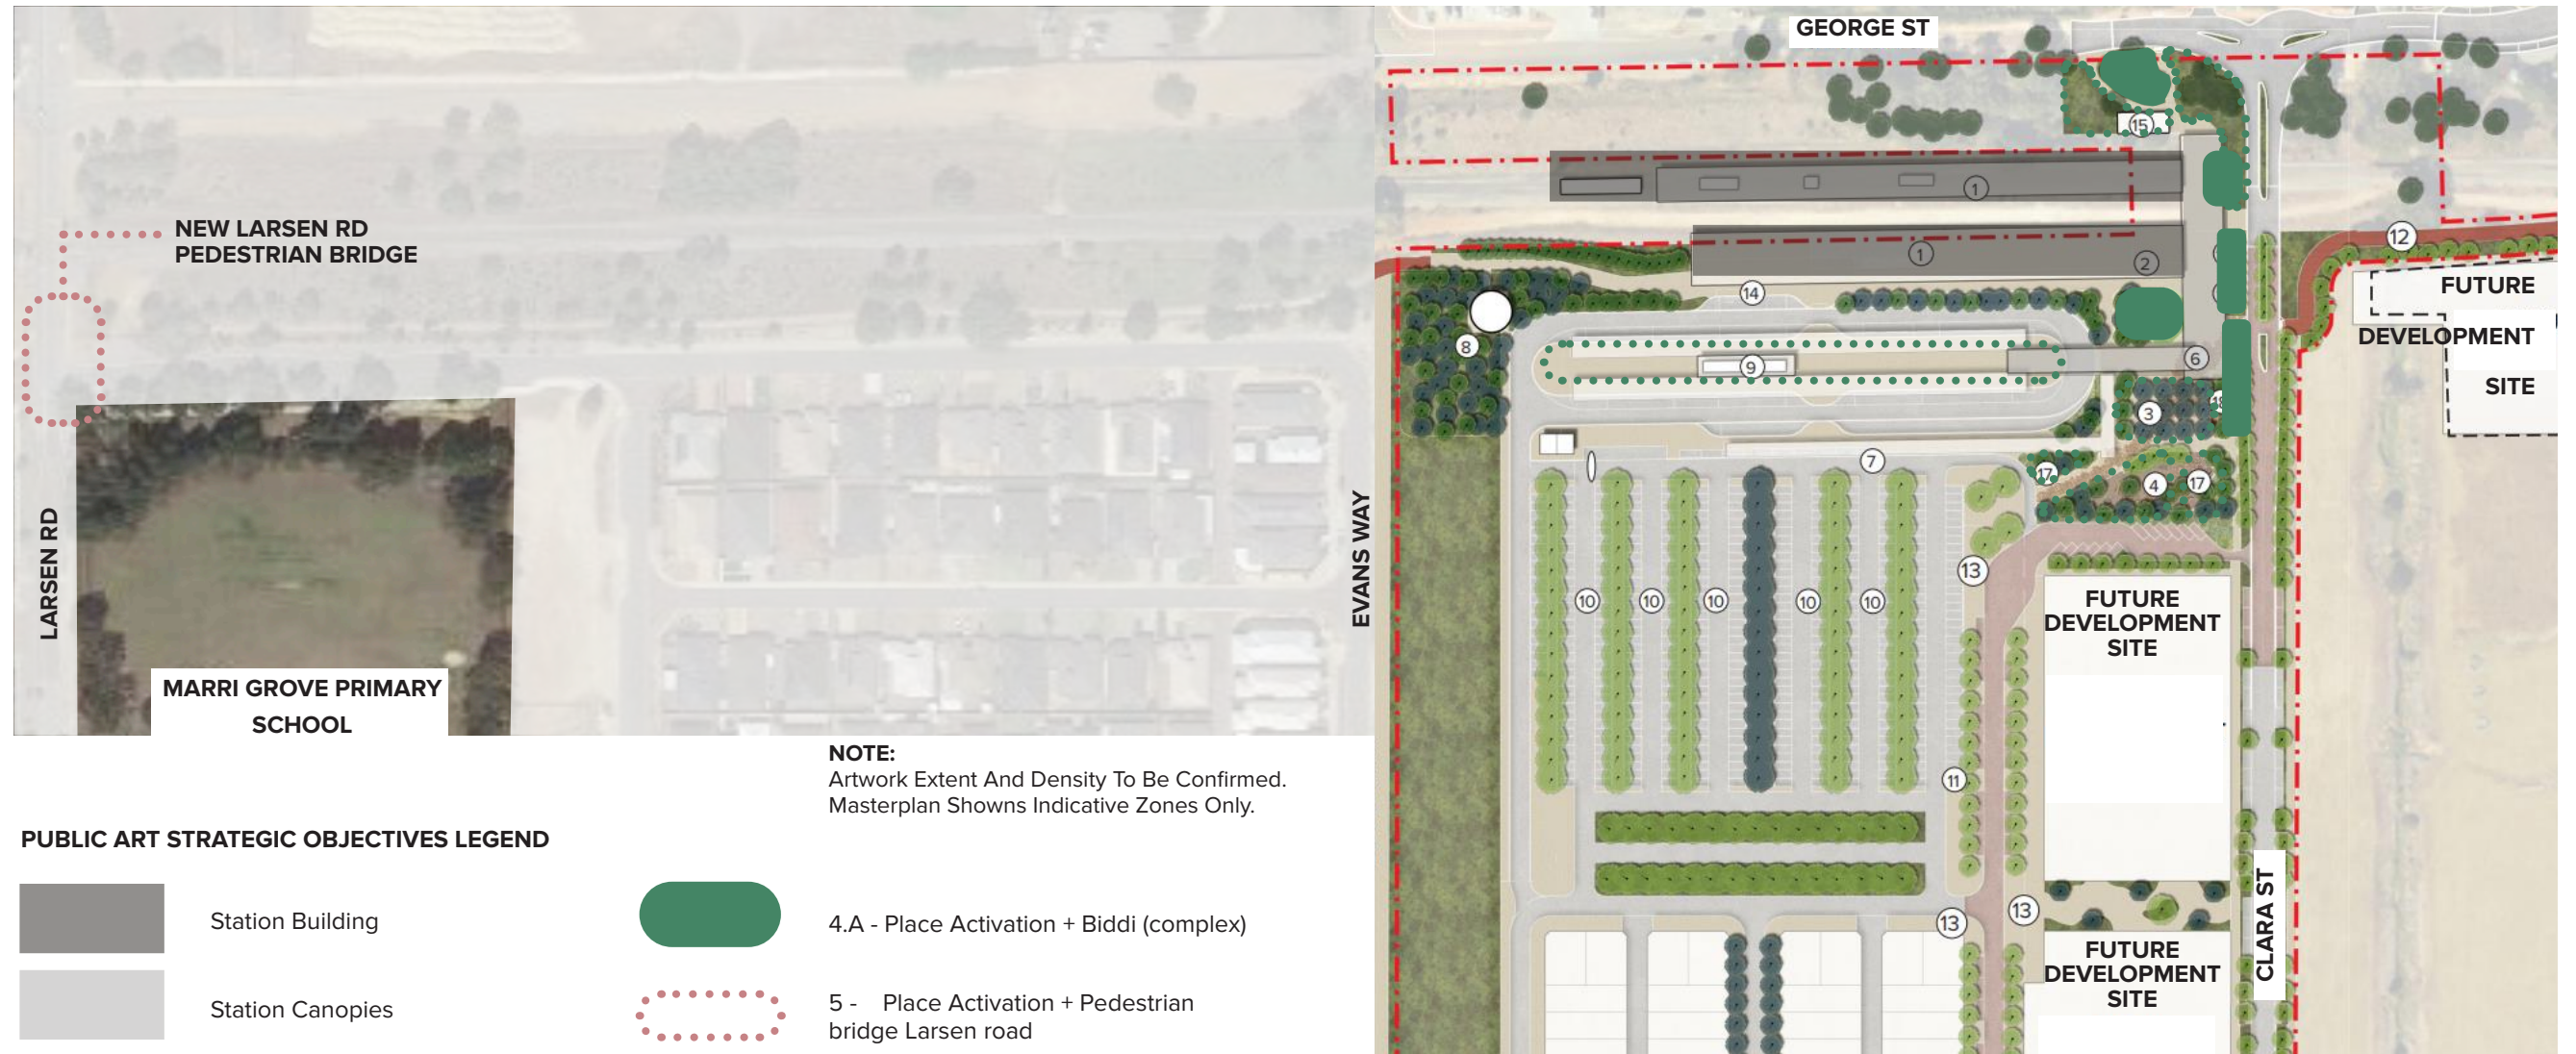 GEORGE ST
15
NEW LARSEN RD
PEDESTRIAN BRIDGE
1
1
2
12
FUTURE
DEVELOPMENT
SITE
14
8
9
6
3
LARSEN RD
EVANS WAY
7
17
4
17
10
10
10
10
10
13
FUTURE
DEVELOPMENT
SITE
MARRI GROVE PRIMARY
SCHOOL
11
NOTE:
Artwork Extent And Density To Be Confirmed.
Masterplan Showns Indicative Zones Only.
PUBLIC ART STRATEGIC OBJECTIVES LEGEND
Station Building
4.A - Place Activation + Biddi (complex)
Station Canopies
5 - Place Activation + Pedestrian
bridge Larsen road
13
13
CLARA ST
FUTURE
DEVELOPMENT
SITE